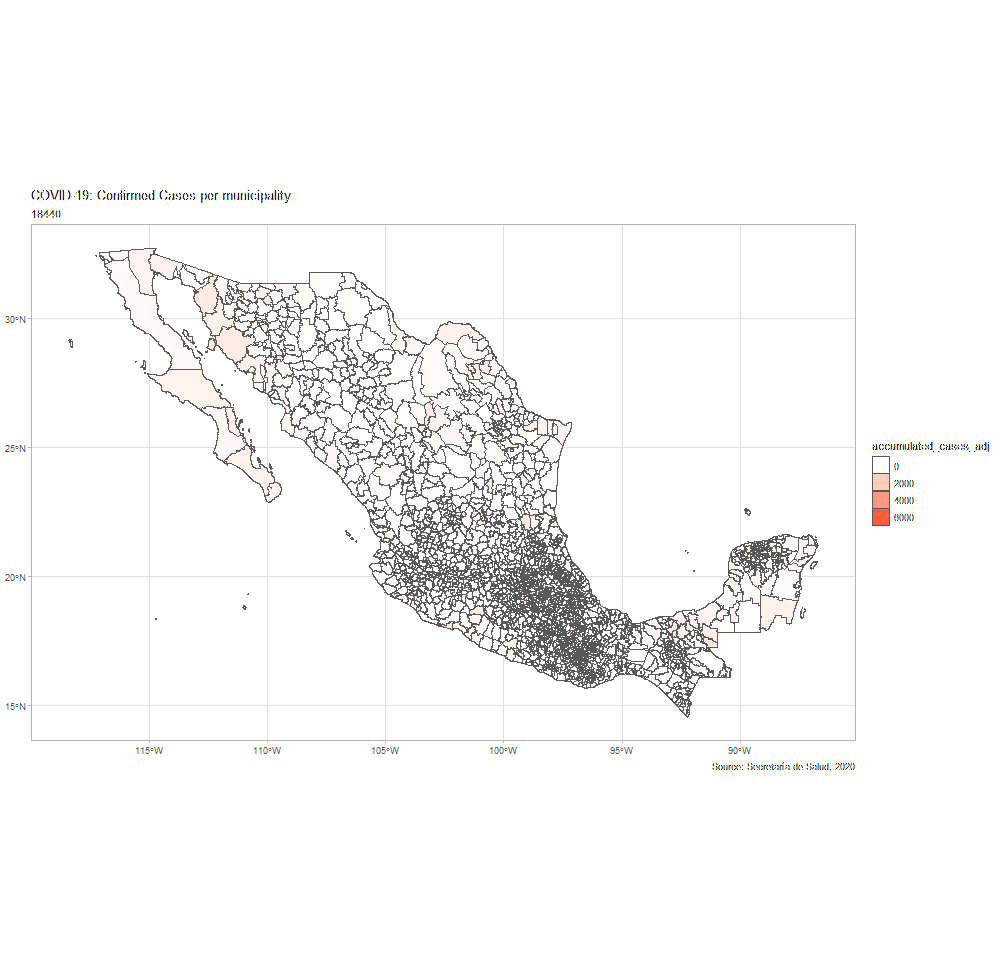 COVID-19: Confirmed Cases per municipality
18440
30°N
25°N
20°N
15°N
115°W
110°W
105°W
100°W
95°W
90°W
accumulated_cases_adj
0
2000
4000
6000
Source: Secretaría de Salud, 2020